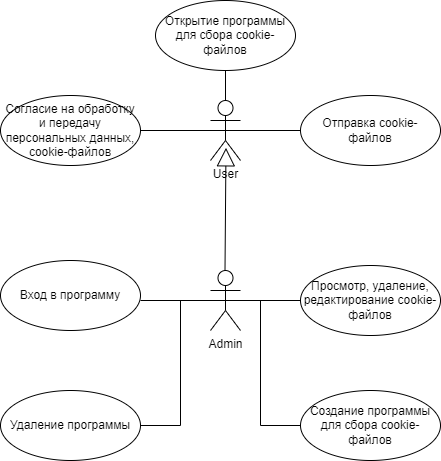 Открытие программы
для сбора cookie-
файлов
Согласие на обработку
и передачу
персональных данных,
cookie-файлов
Отправка cookie-
файлов
User
Вход в программу
Просмотр, удаление,
редактирование cookie-
файлов
Admin
Удаление программы
Создание программы
для сбора cookie-
файлов